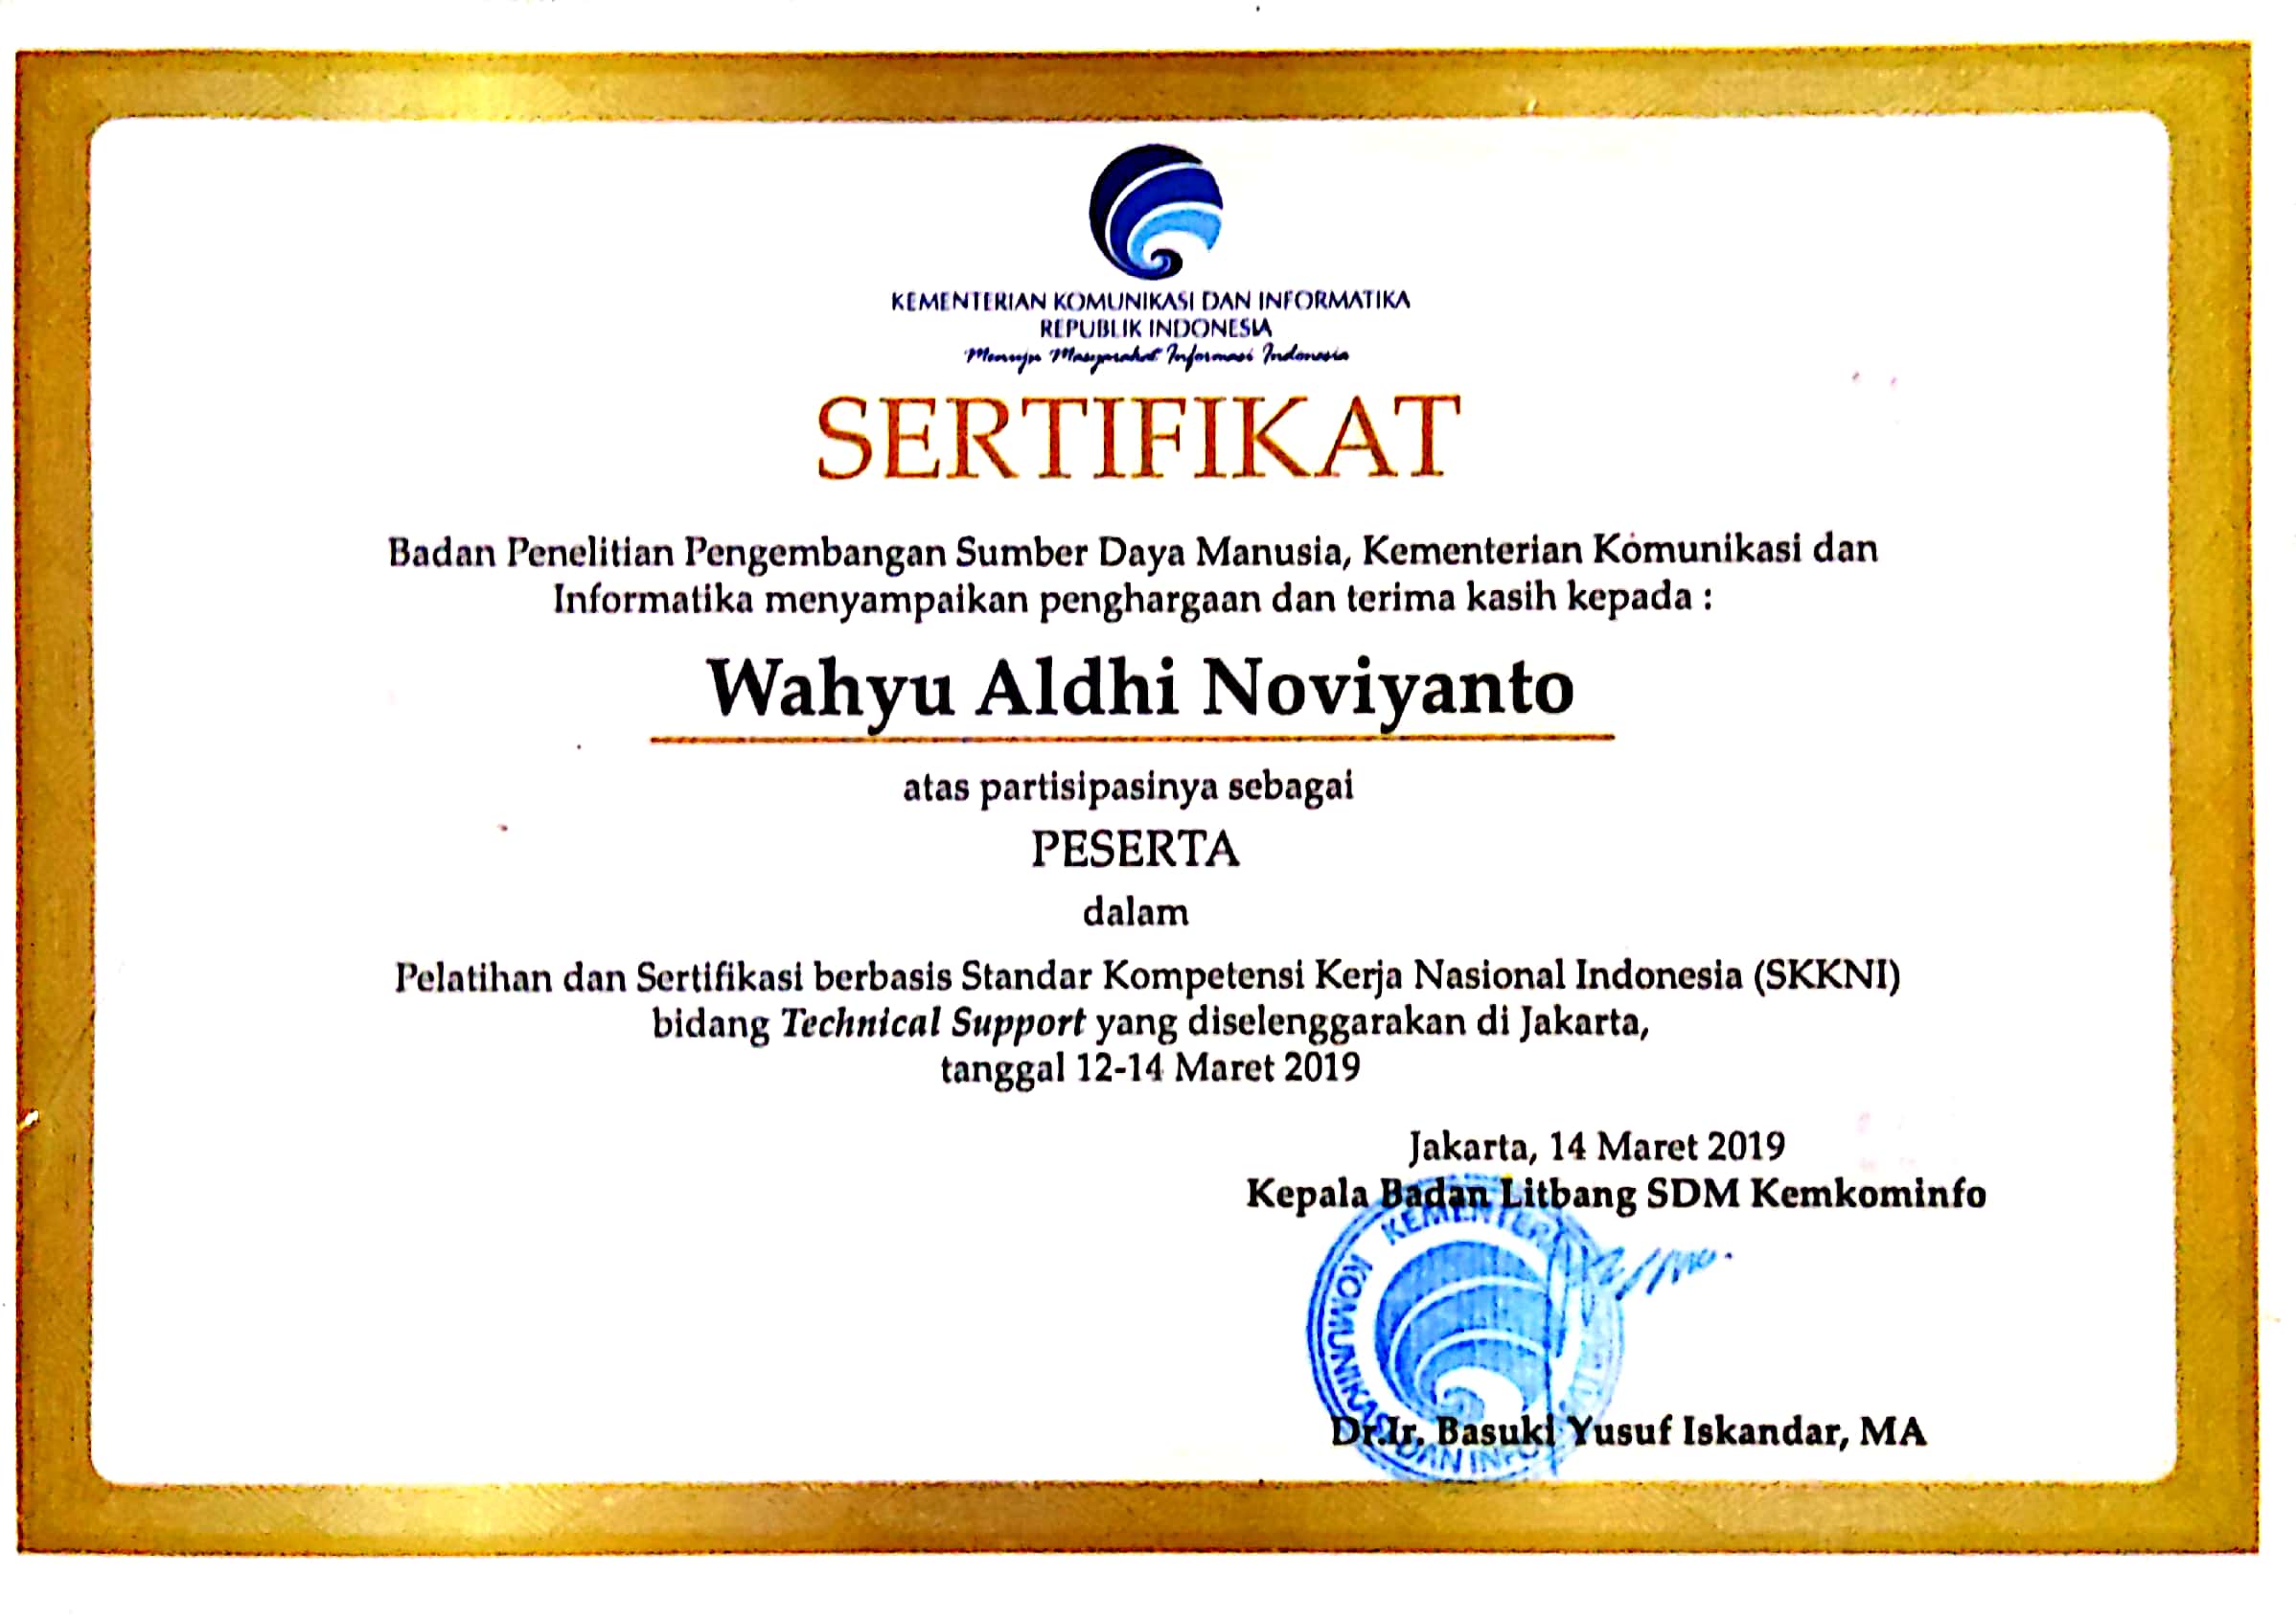 KEMENTERIAN KOMUNIKASI DAN INFORMATIKA
REPUBLIK INDONESIA
Menuju Masyarakat Informasi Indonesia
SERTIFIKAT
Badan Penelitian Pengembangan Sumber Daya Manusia, Kementerian Komunikasi dan
Informatika menyampaikan penghargaan dan terima kasih kepada :
Wahyu Aldhi Noviyanto
atas partisipasinya sebagai
PESERTA
dalam
Pelatihan dan Sertifikasi berbasis Standar Kompetensi Kerja Nasional Indonesia (SKKNI)
bidang Technical Support yang diselenggarakan di Jakarta,
tanggal 12-14 Maret 2019
Jakarta, 14 Maret 2019
Kepala Badan Litbang SDM Kemkominfo
KOMUNIKASI DAN
Dr.Ir. Basuki Yusuf Iskandar, MA